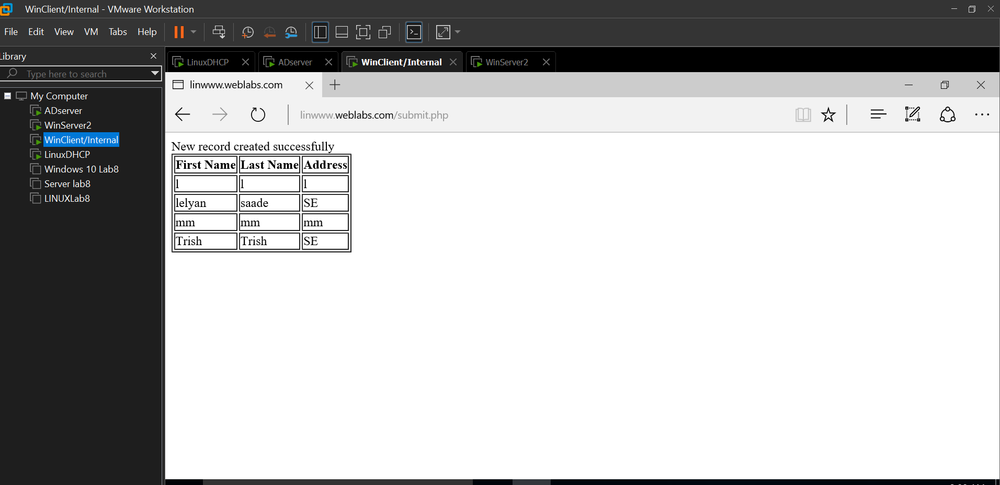 WinClient/Internal - VMware Workstation
File Edit View VM Tabs Help
Library
Type here to search
My Computer
ADserver
WinServer2
WinClient/Internal
LinuxDHCP
Windows 10 Lab8
Server lab8
LINUXLab8
LinuxDHCP ADserver WinClient/Internal WinServer2
linwww.weblabs.com
linwww.weblabs.com/submit.php
New record created successfully
First Name Last Name Address
l l l
lelyan saade SE
mm mm mm
Trish Trish SE